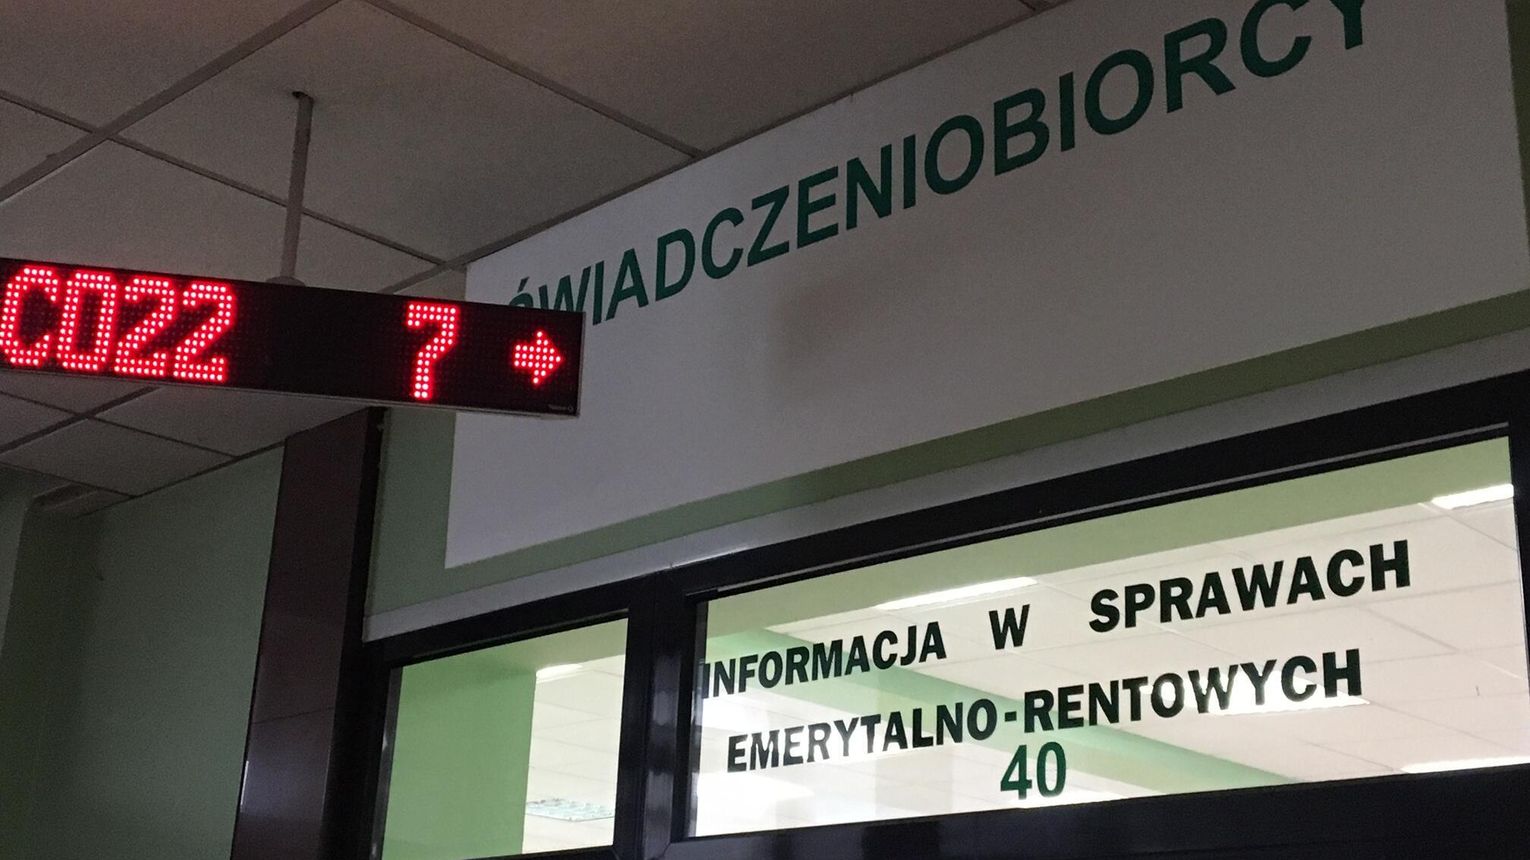 ŚWIADCZENIOBIORCY
C022 7
INFORMACJA W SPRAWACH
EMERYTALNO-RENTOWYCH
40